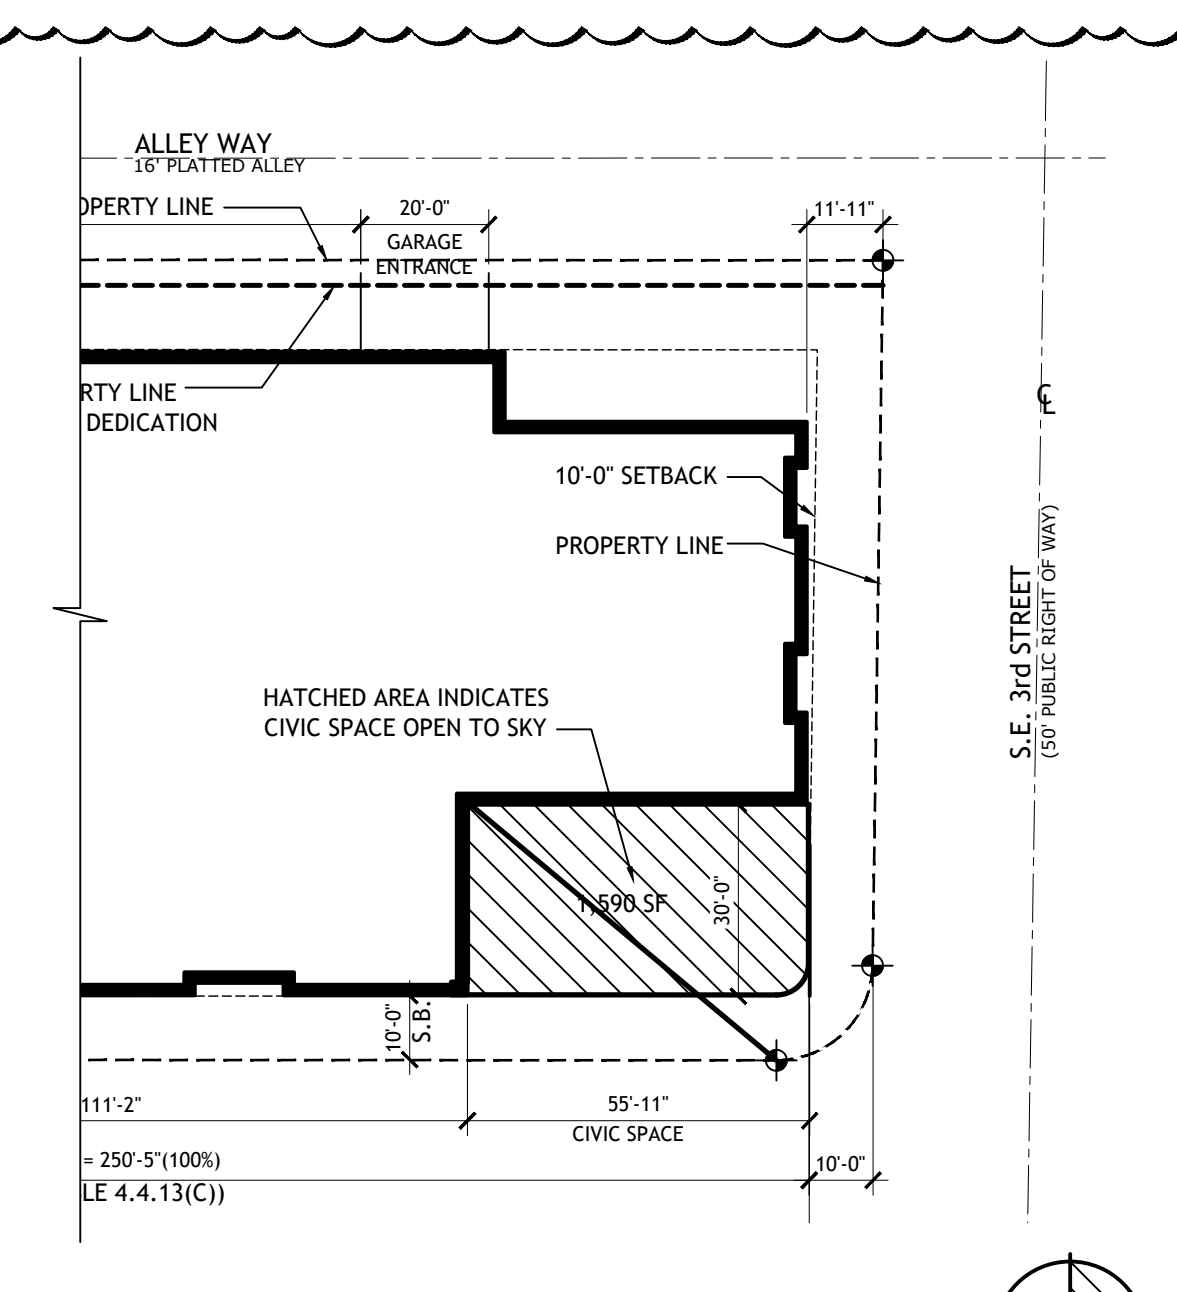 ALLEY WAY
16' PLATTED ALLEY
OPERTY LINE
20'-0"
11'-11"
GARAGE
ENTRANCE
RTY LINE
DEDICATION
℄
10'-0" SETBACK
PROPERTY LINE
S.E. 3rd STREET
(50' PUBLIC RIGHT OF WAY)
HATCHED AREA INDICATES
CIVIC SPACE OPEN TO SKY
1,590 SF
30'-0"
10'-0"
S.B.
111'-2"
55'-11"
CIVIC SPACE
= 250'-5"(100%)
10'-0"
LE 4.4.13(C))